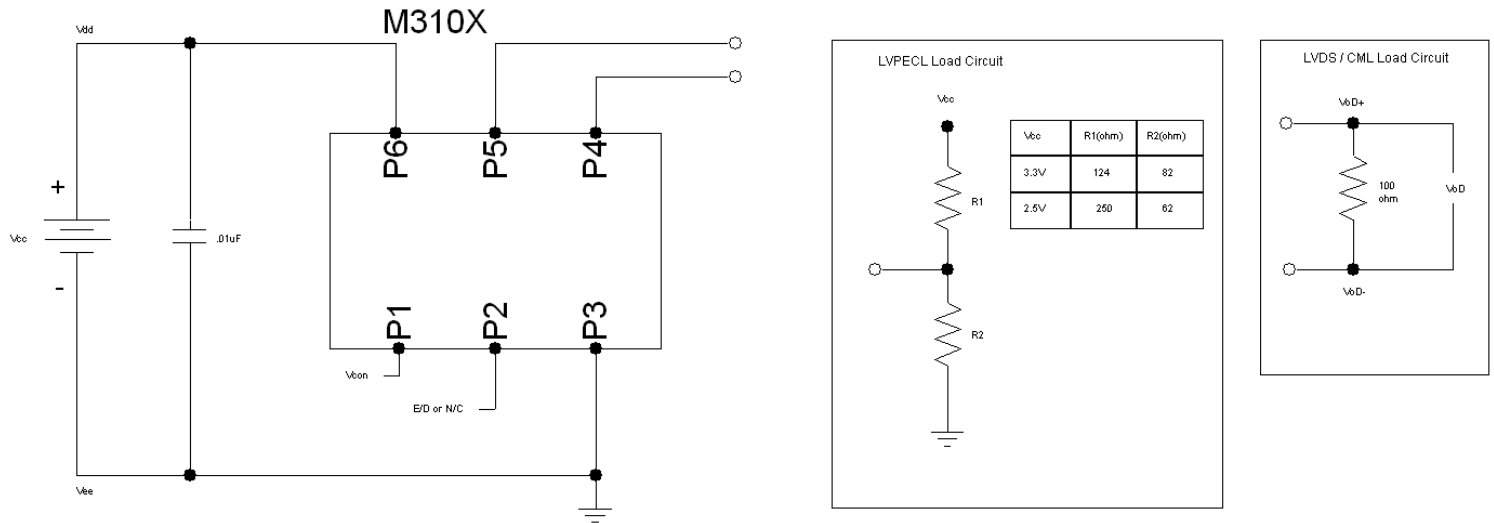 M310X
Vdd
P6
P5
P4
+
Vcc
-
.01uF
P1
P2
P3
Vcon
E/D or N/C
Vee
LVPECL Load Circuit
Vcc
R1
R2
Vcc R1(ohm) R2(ohm)
3.3V 124 82
2.5V 250 62
LVDS / CML Load Circuit
VoD+
100
ohm
VoD
VoD-